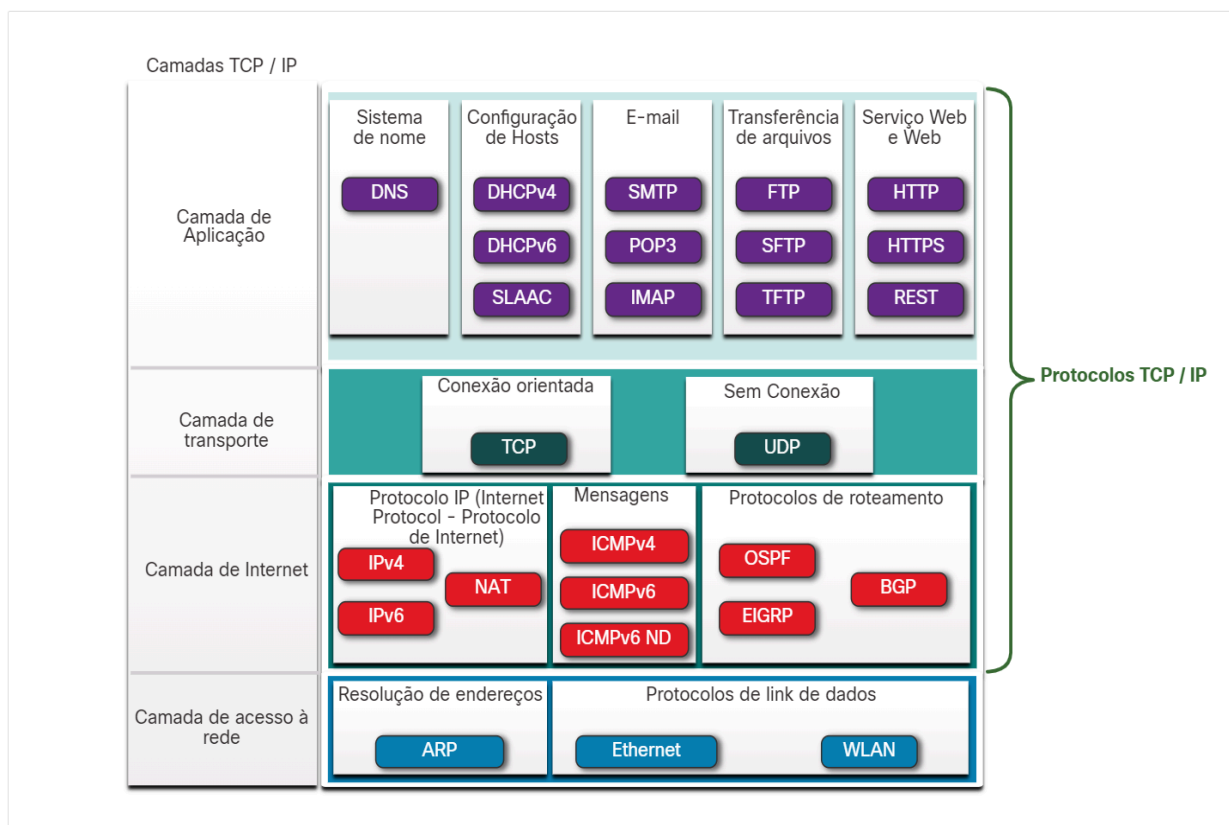 Camadas TCP / IP
Camada de
Aplicação
Sistema
de nome
DNS
Configuração
de Hosts
DHCPv4
DHCPv6
SLAAC
E-mail
SMTP
POP3
IMAP
Transferência
de arquivos
FTP
SFTP
TFTP
Serviço Web
e Web
HTTP
HTTPS
REST
Protocolos TCP / IP
Camada de
transporte
Conexão orientada
TCP
Sem Conexão
UDP
Camada de Internet
Protocolo IP (Internet
Protocol - Protocolo
de Internet)
IPv4
IPv6
NAT
Mensagens
ICMPv4
ICMPv6
ICMPv6 ND
Protocolos de roteamento
OSPF
EIGRP
BGP
Camada de acesso à
rede
Resolução de endereços
ARP
Protocolos de link de dados
Ethernet
WLAN